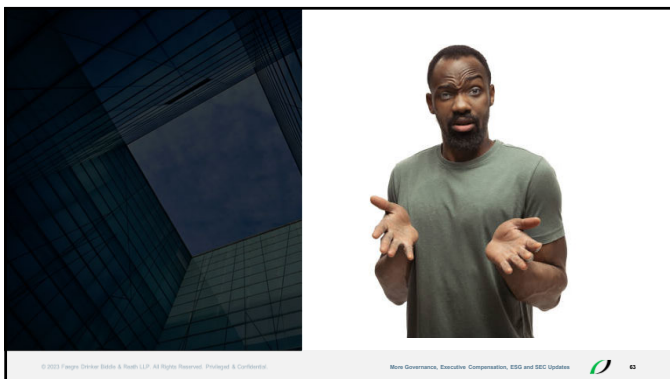 © 2023 Faegre Drinker Biddle & Reath LLP. All Rights Reserved. Privileged & Confidential.
More Governance, Executive Compensation, ESG and SEC Updates
63